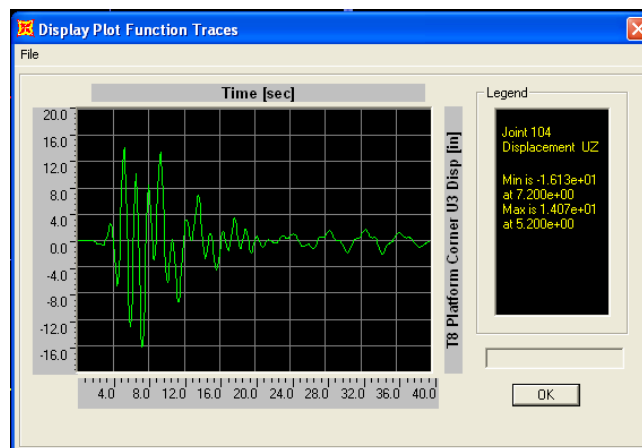 Display Plot Function Traces
File
Time [sec]
20.0
16.0
12.0
8.0
4.0
0.0
-4.0
-8.0
-12.0
-16.0
4.0 8.0 12.0 16.0 20.0 24.0 28.0 32.0 36.0 40.0
T8 Platform Corner U3 Disp [in]
Legend
Joint 104
Displacement UZ
Min is -1.613e+01
at 7.200e+00
Max is 1.407e+01
at 5.200e+00
OK